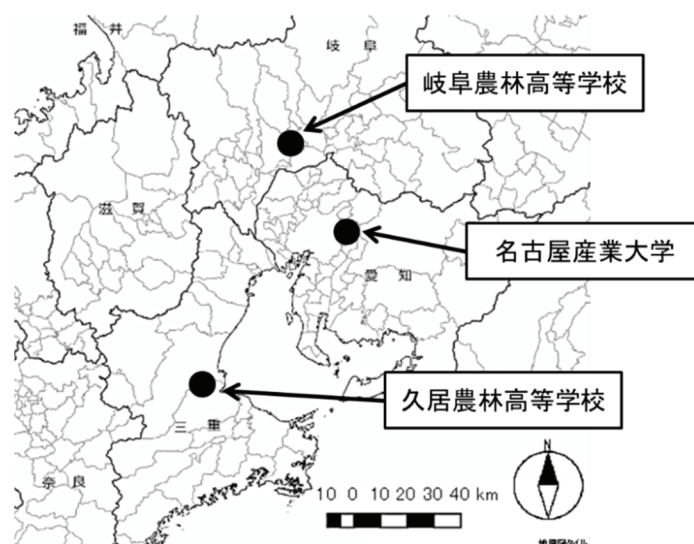 福井
岐阜
岐阜農林高等学校
滋賀
名古屋産業大学
愛知
久居農林高等学校
三重
奈良
N
10 0 10 20 30 40 km